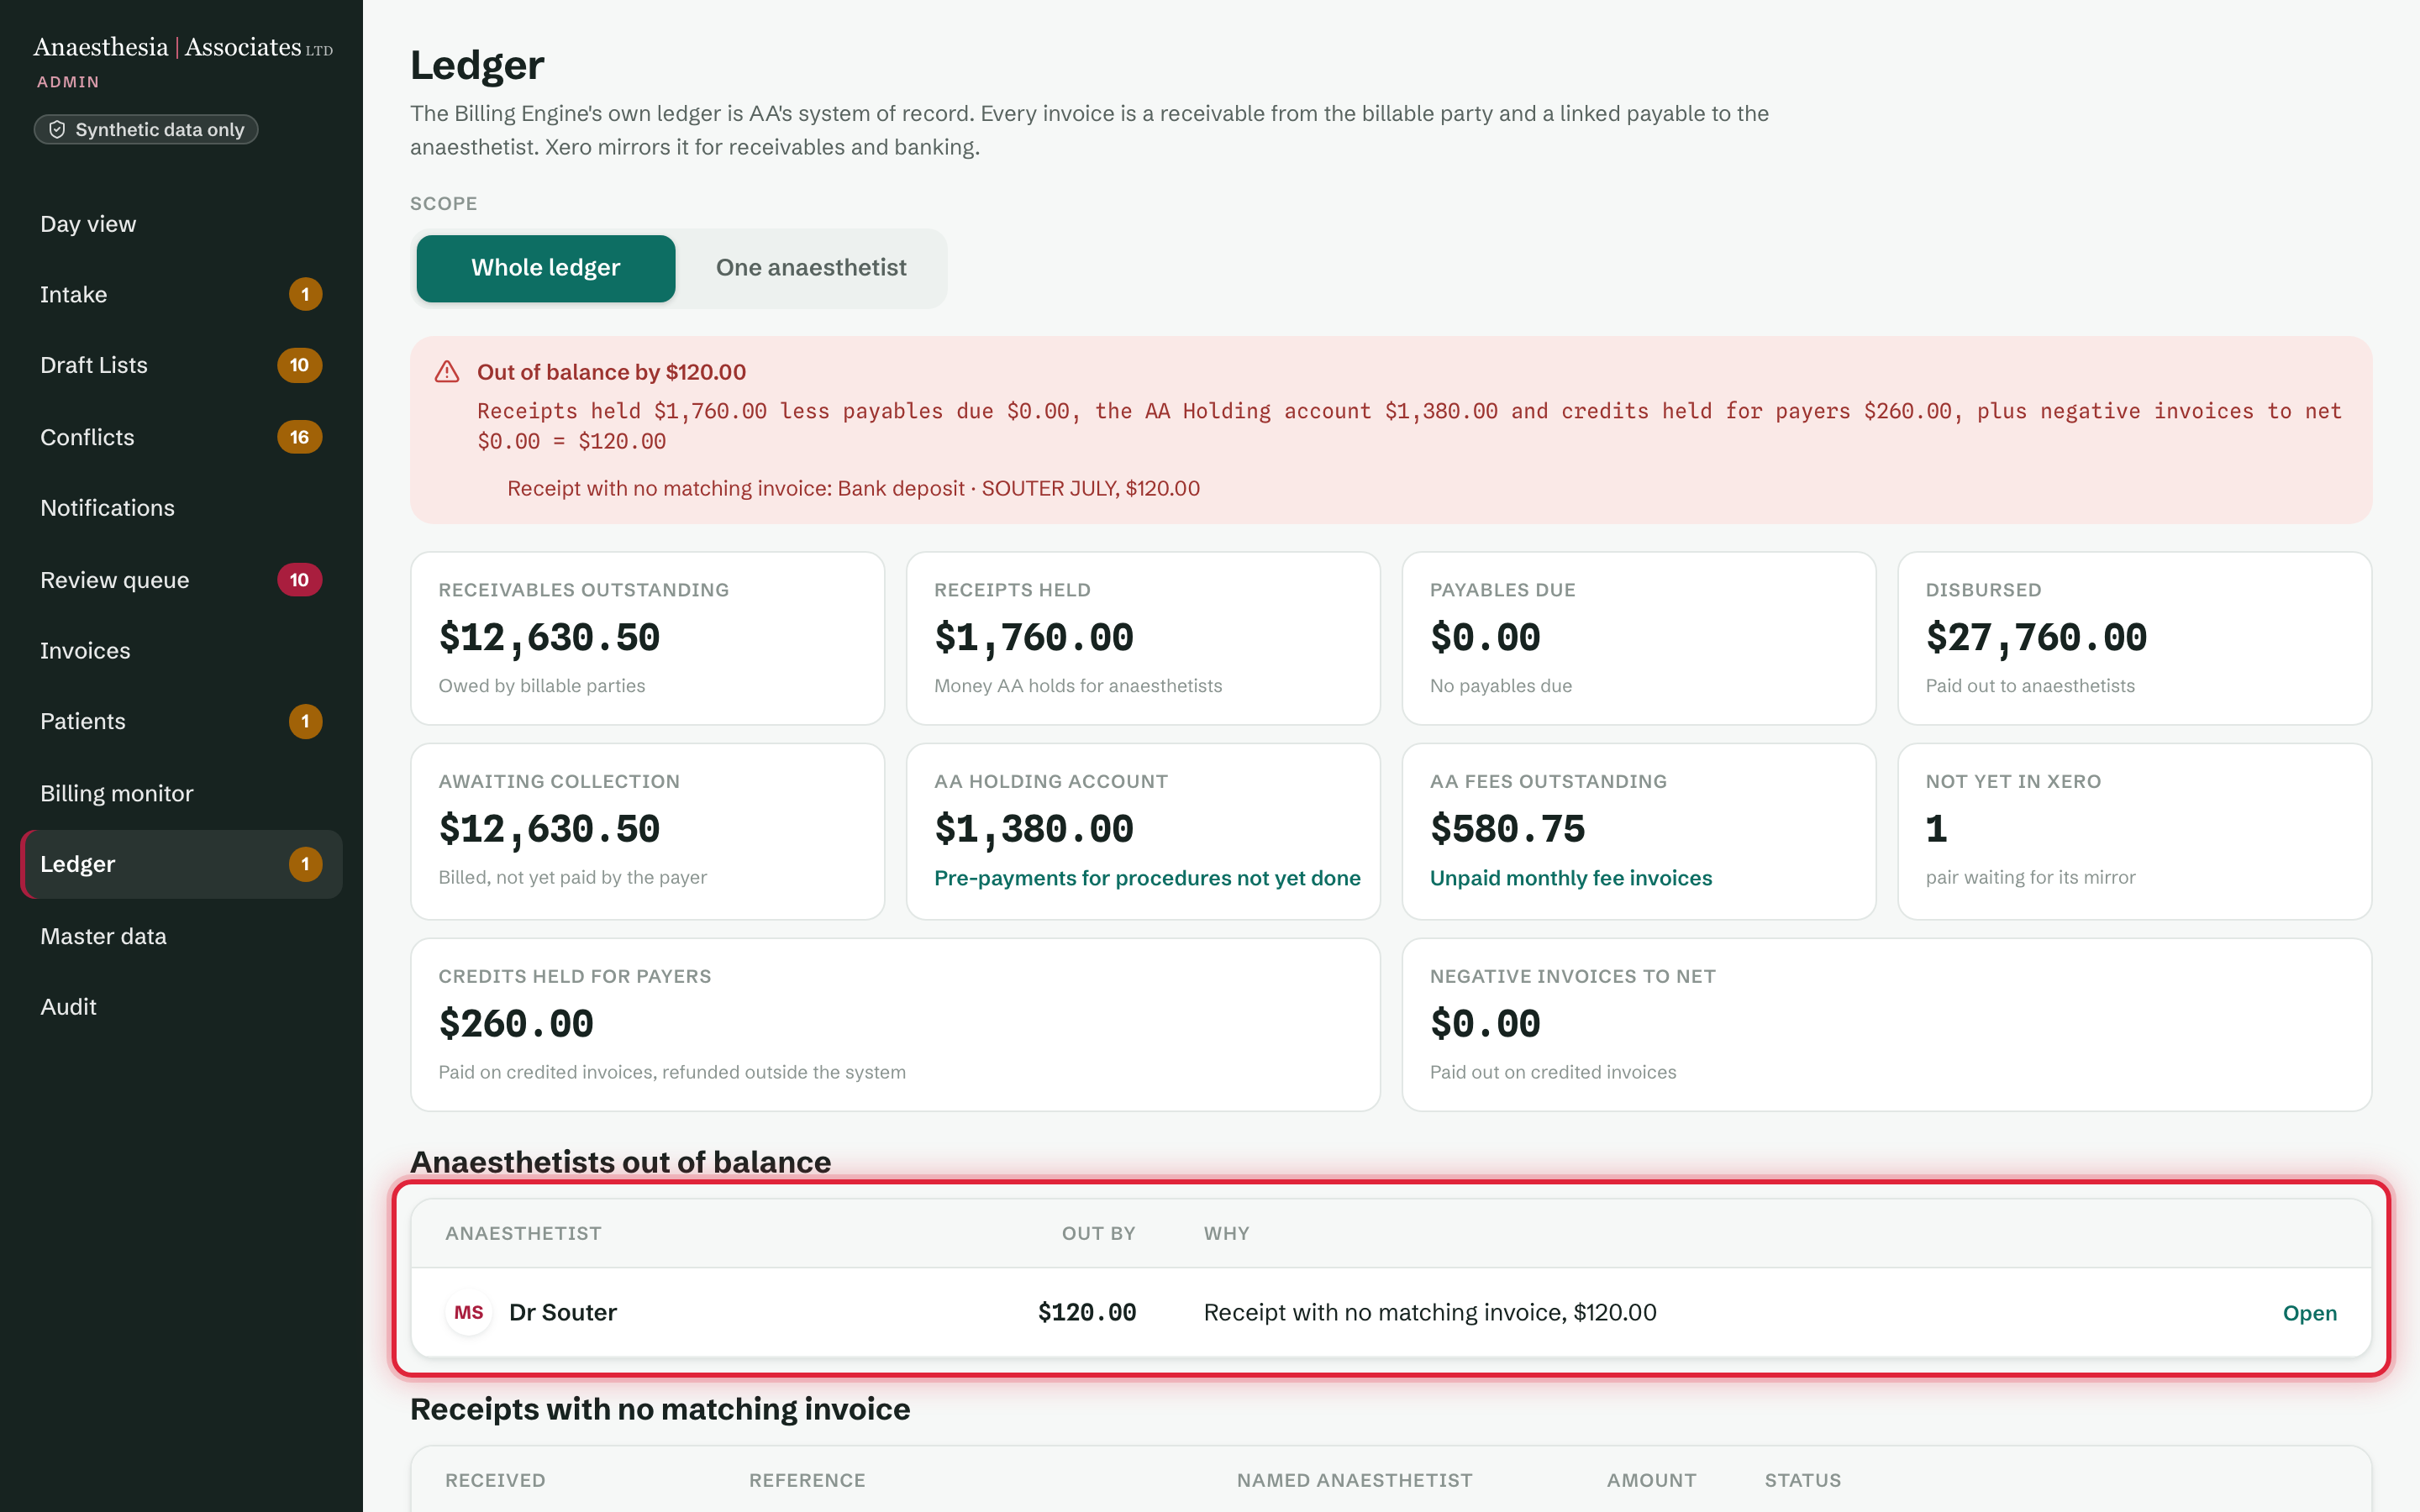 Anaesthesia | Associates LTD
ADMIN
Synthetic data only
Day view
Intake 1
Draft Lists 10
Conflicts 16
Notifications
Review queue 10
Invoices
Patients 1
Billing monitor
Ledger 1
Master data
Audit
Ledger
The Billing Engine's own ledger is AA's system of record. Every invoice is a receivable from the billable party and a linked payable to the
anaesthetist. Xero mirrors it for receivables and banking.
SCOPE
Whole ledger One anaesthetist
Out of balance by $120.00
Receipts held $1,760.00 less payables due $0.00, the AA Holding account $1,380.00 and credits held for payers $260.00, plus negative invoices to net
$0.00 = $120.00
Receipt with no matching invoice: Bank deposit · SOUTER JULY, $120.00
RECEIVABLES OUTSTANDING
$12,630.50
Owed by billable parties
RECEIPTS HELD
$1,760.00
Money AA holds for anaesthetists
PAYABLES DUE
$0.00
No payables due
DISBURSED
$27,760.00
Paid out to anaesthetists
AWAITING COLLECTION
$12,630.50
Billed, not yet paid by the payer
AA HOLDING ACCOUNT
$1,380.00
Pre-payments for procedures not yet done
AA FEES OUTSTANDING
$580.75
Unpaid monthly fee invoices
NOT YET IN XERO
1
pair waiting for its mirror
CREDITS HELD FOR PAYERS
$260.00
Paid on credited invoices, refunded outside the system
NEGATIVE INVOICES TO NET
$0.00
Paid out on credited invoices
Anaesthetists out of balance
ANAESTHETIST OUT BY WHY
MS Dr Souter $120.00 Receipt with no matching invoice, $120.00 Open
Receipts with no matching invoice
RECEIVED REFERENCE NAMED ANAESTHETIST AMOUNT STATUS